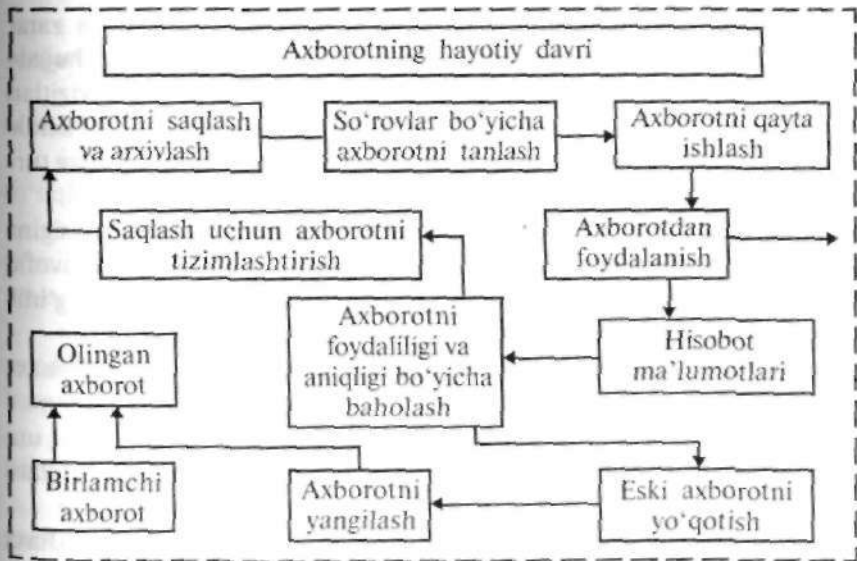 Axborotning hayotiy davri
Axborotni saqlash
va arxivlash
So‘rovlar bo‘yicha
axborotni tanlash
Axborotni qayta
ishlash
Saqlash uchun axborotni
tizimlashtirish
Axborotdan
foydalanish
Axborotni
foydaliligi va
aniqligi bo‘yicha
baholash
Hisobot
ma’lumotlari
Olingan
axborot
Birlamchi
axborot
Axborotni
yangilash
Eski axborotni
yo‘qotish